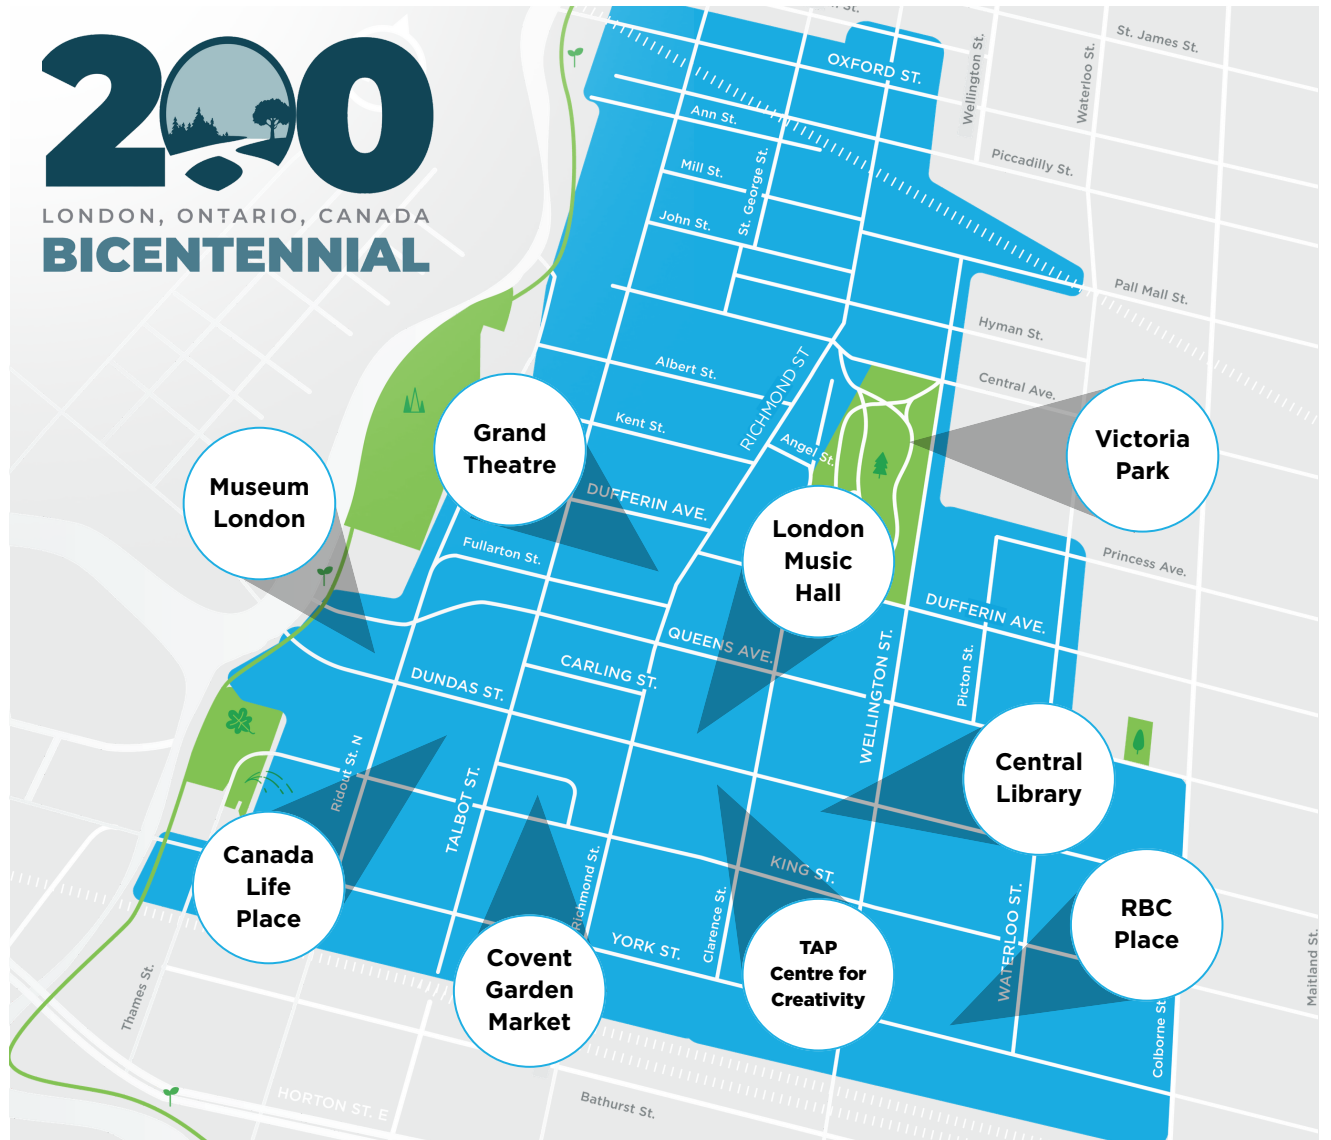 200
LONDON, ONTARIO, CANADA
BICENTENNIAL
St.
St. James St.
OXFORD ST.
Wellington St.
Waterloo St.
Ann St.
Piccadilly St.
Mill St.
St. George St.
John St.
Pall Mall St.
Hyman St.
Albert St.
RICHMOND ST
Central Ave.
Kent St.
Angel St.
Grand
Theatre
Victoria
Park
Museum
London
DUFFERIN AVE.
London
Music
Hall
Fullarton St.
Princess Ave.
DUFFERIN AVE.
QUEENS AVE.
CARLING ST.
DUNDAS ST.
WELLINGTON ST.
Picton St.
Central
Library
Ridout St. N
TALBOT ST.
Canada
Life
Place
KING ST.
Richmond St.
Clarence St.
WATERLOO ST.
RBC
Place
YORK ST.
Covent
Garden
Market
TAP
Centre for
Creativity
Maitland St.
Thames St.
Colborne St
HORTON ST. E
Bathurst St.